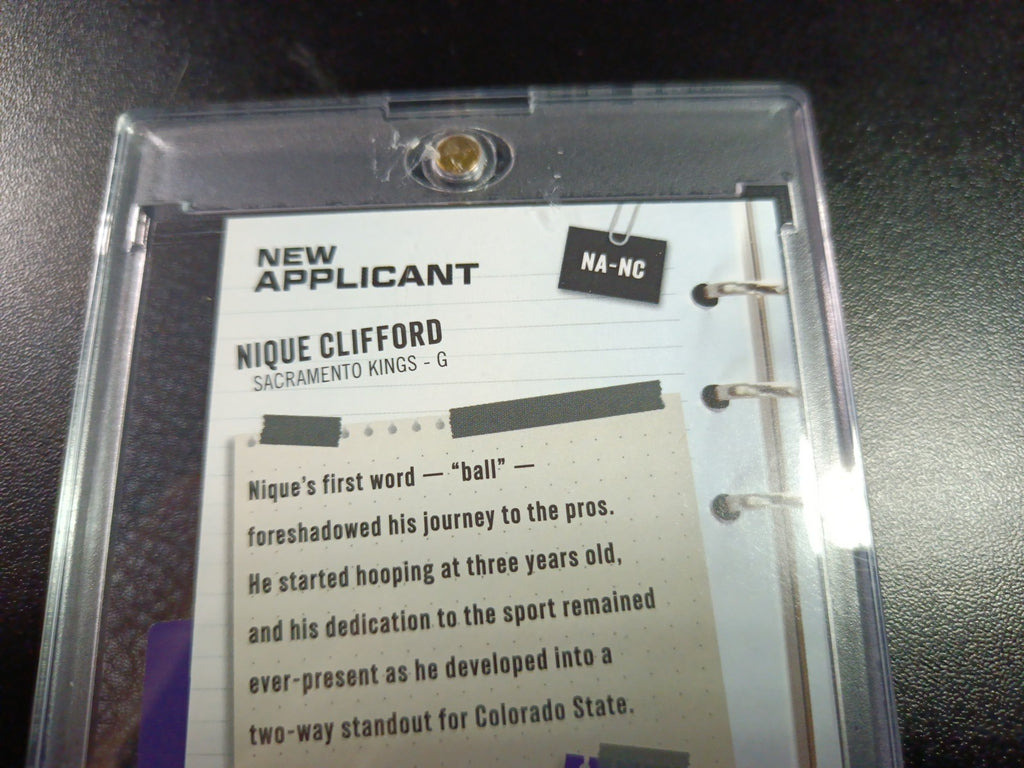 NEW
APPLICANT
NA-NC
NIQUE CLIFFORD
SACRAMENTO KINGS - G
Nique's first word — “ball” —
foreshadowed his journey to the pros.
He started hooping at three years old,
and his dedication to the sport remained
ever-present as he developed into a
two-way standout for Colorado State.